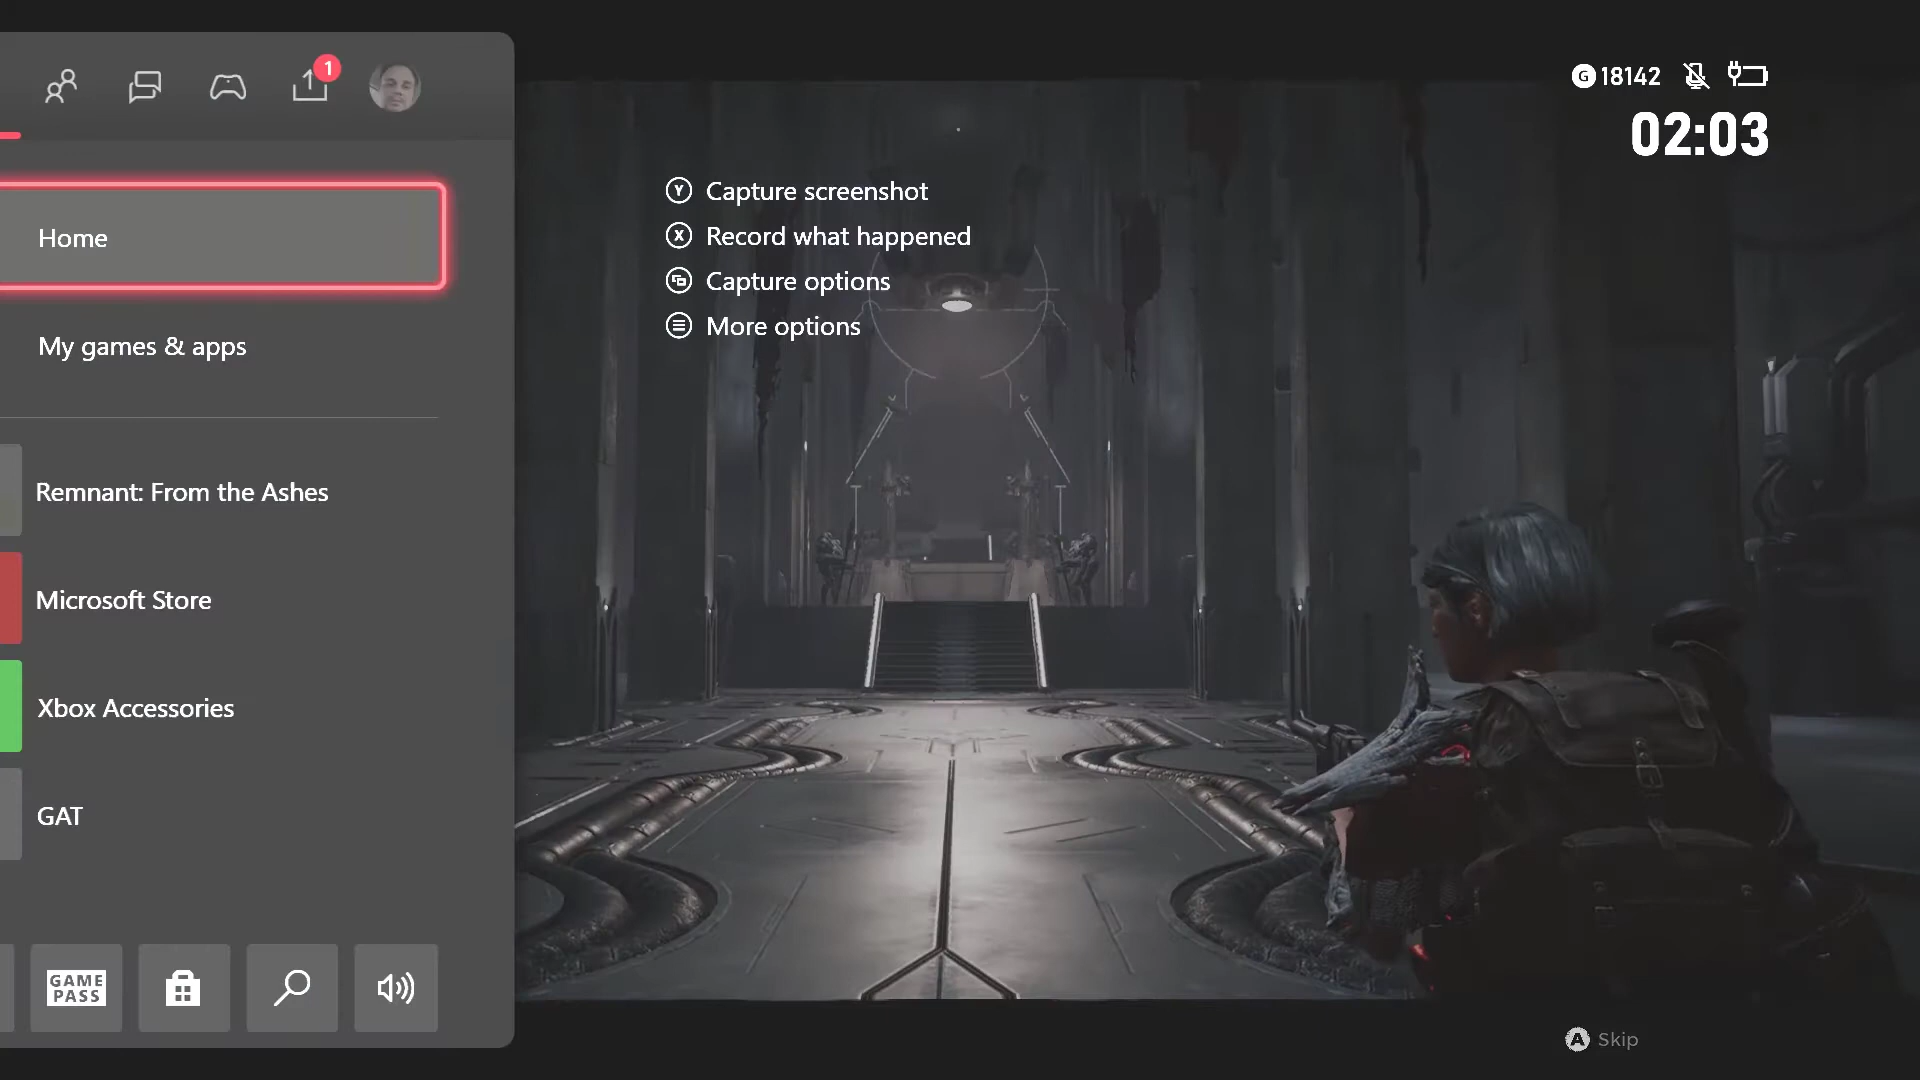 1
G 18142
02:03
Y Capture screenshot
X Record what happened
Capture options
More options
Home
My games & apps
Remnant: From the Ashes
Microsoft Store
Xbox Accessories
GAT
GAME
PASS
A Skip